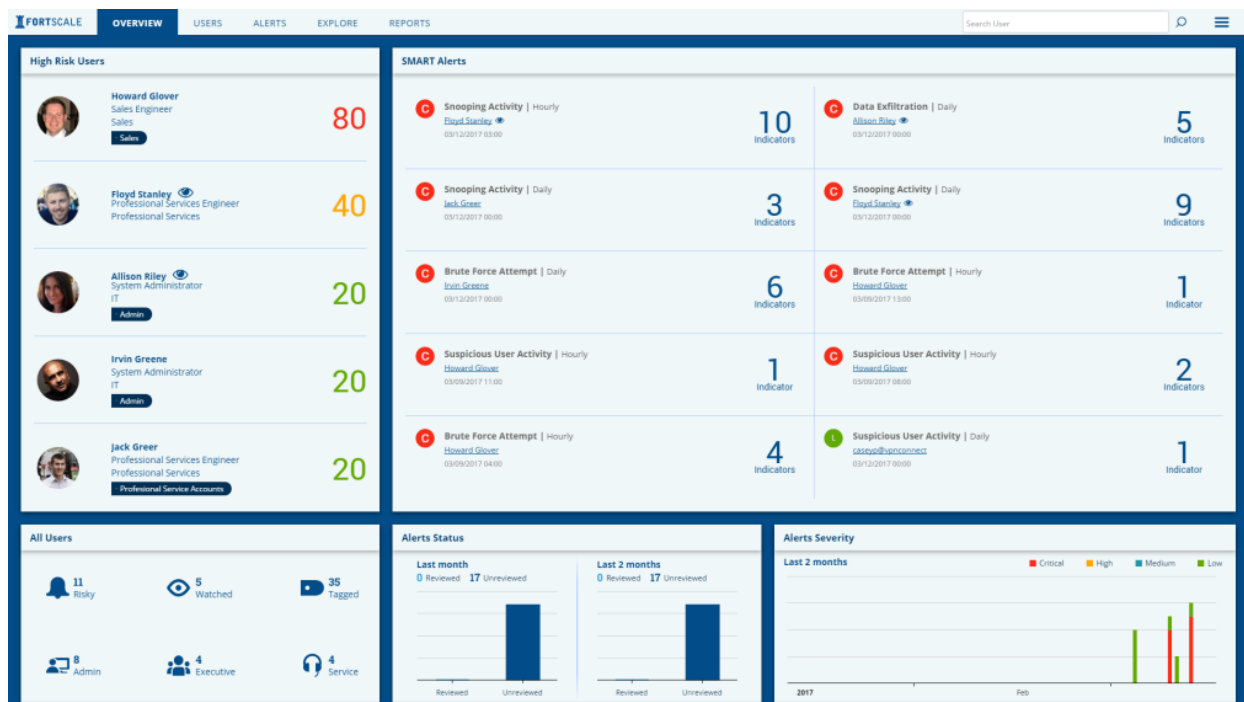 FORTSCALE
OVERVIEW
USERS
ALERTS
EXPLORE
REPORTS
Search User
High Risk Users
Howard Glover
Sales Engineer
Sales
Sales
80
Floyd Stanley
Professional Services Engineer
Professional Services
40
Allison Riley
System Administrator
IT
Admin
20
Irvin Greene
System Administrator
IT
Admin
20
Jack Greer
Professional Services Engineer
Professional Services
Profesional Service Accounts
20
SMART Alerts
C
Snooping Activity | Hourly
Floyd Stanley
03/12/2017 03:00
10
Indicators
C
Data Exfiltration | Daily
Allison Riley
03/12/2017 00:00
5
Indicators
C
Snooping Activity | Daily
Jack Greer
03/12/2017 00:00
3
Indicators
C
Snooping Activity | Daily
Floyd Stanley
03/12/2017 00:00
9
Indicators
C
Brute Force Attempt | Daily
Irvin Greene
03/12/2017 00:00
6
Indicators
C
Brute Force Attempt | Hourly
Howard Glover
03/09/2017 13:00
1
Indicator
C
Suspicious User Activity | Hourly
Howard Glover
03/09/2017 11:00
1
Indicator
C
Suspicious User Activity | Hourly
Howard Glover
03/09/2017 08:00
2
Indicators
C
Brute Force Attempt | Hourly
Howard Glover
03/09/2017 04:00
4
Indicators
L
Suspicious User Activity | Daily
caseyp@vpnconnect
03/12/2017 00:00
1
Indicator
All Users
11
Risky
5
Watched
35
Tagged
8
Admin
4
Executive
4
Service
Alerts Status
Last month
0 Reviewed 17 Unreviewed
Reviewed Unreviewed
Last 2 months
0 Reviewed 17 Unreviewed
Reviewed Unreviewed
Alerts Severity
Last 2 months
Critical High Medium Low
2017 Feb